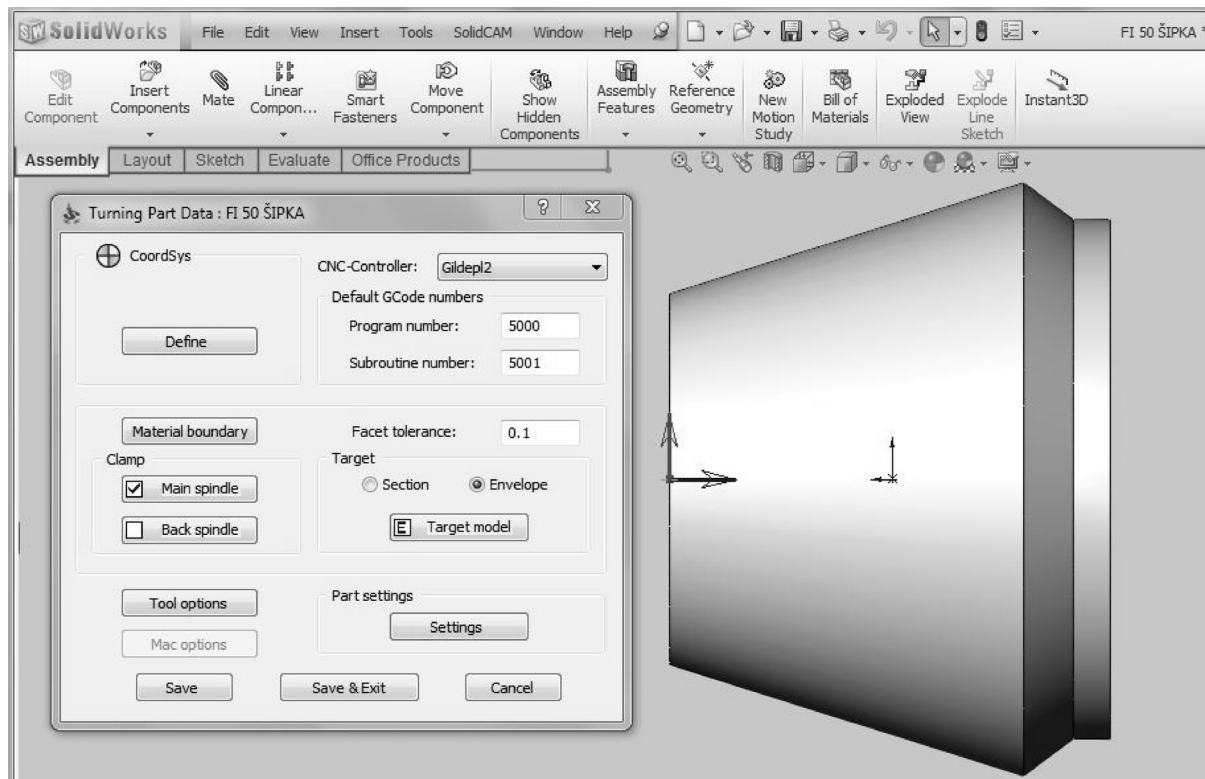 SolidWorks File Edit View Insert Tools SolidCAM Window Help FI 50 ŠIPKA *
Edit Component
Insert Components
Mate
Linear Compon...
Smart Fasteners
Move Component
Show Hidden Components
Assembly Features
Reference Geometry
New Motion Study
Bill of Materials
Exploded View
Explode Line Sketch
Instant3D
Assembly Layout Sketch Evaluate Office Products
Turning Part Data : FI 50 ŠIPKA
CoordSys
Define
CNC-Controller: Gildepl2
Default GCode numbers
Program number: 5000
Subroutine number: 5001
Material boundary
Facet tolerance: 0.1
Clamp
Main spindle
Back spindle
Target
Section Envelope
E Target model
Tool options
Mac options
Part settings
Settings
Save Save & Exit Cancel